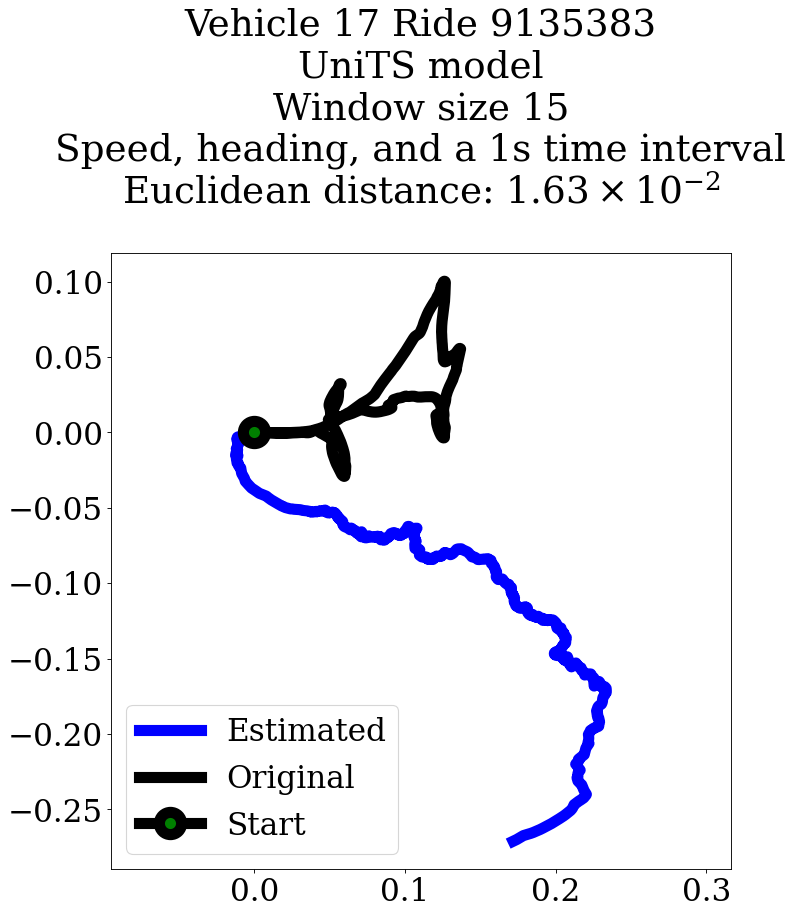 Vehicle 17 Ride 9135383
UniTS model
Window size 15
Speed, heading, and a 1s time interval
Euclidean distance: 1.63 × 10⁻²
0.10
0.05
0.00
−0.05
−0.10
−0.15
−0.20
−0.25
Estimated
Original
Start
0.0 0.1 0.2 0.3